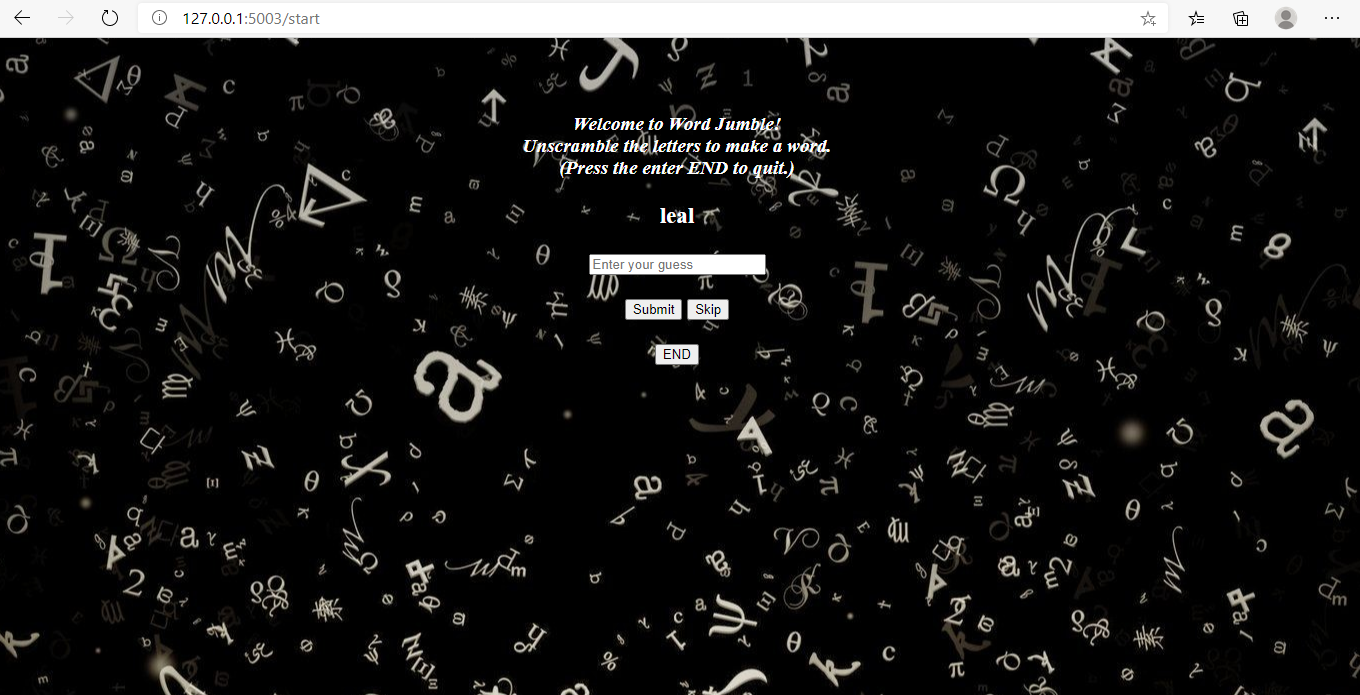 127.0.0.1:5003/start
Welcome to Word Jumble!
Unscramble the letters to make a word.
(Press the enter END to quit.)
leal
Enter your guess
Submit Skip
END